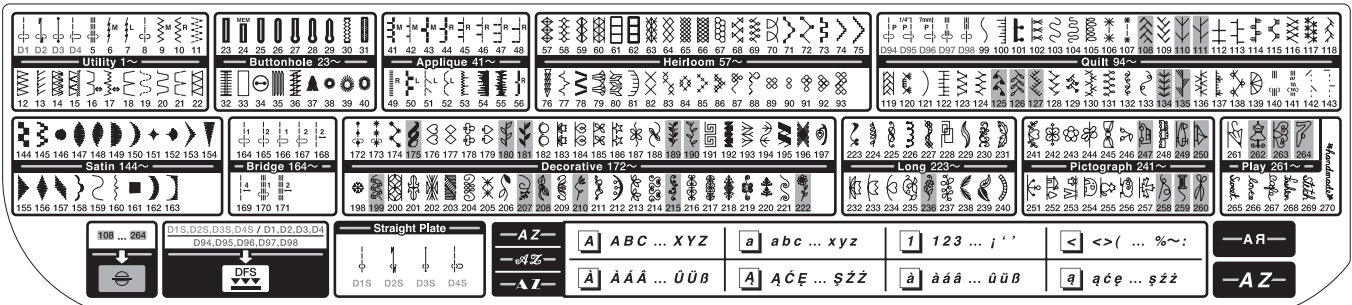 1/4" 7mm
MEM M L M R M R M R P P P
D1 D2 D3 D4 5 6 7 8 9 10 11
23 24 25 26 27 28 29 30 31
41 42 43 44 45 46 47 48
57 58 59 60 61 62 63 64 65 66 67 68 69 70 71 72 73 74 75
D94 D95 D96 D97 D98 99 100 101 102 103 104 105 106 107 108 109 110 111 112 113 114 115 116 117 118
Utility 1~ Buttonhole 23~ Applique 41~ Heirloom 57~ Quilt 94~
12 13 14 15 16 17 18 19 20 21 22
32 33 34 35 36 37 38 39 40
49 50 51 52 53 54 55 56
76 77 78 79 80 81 82 83 84 85 86 87 88 89 90 91 92 93
119 120 121 122 123 124 125 126 127 128 129 130 131 132 133 134 135 136 137 138 139 140 141 142 143
144 145 146 147 148 149 150 151 152 153 154
164 165 166 167 168
172 173 174 175 176 177 178 179 180 181 182 183 184 185 186 187 188 189 190 191 192 193 194 195 196 197
223 224 225 226 227 228 229 230 231
241 242 243 244 245 246 247 248 249 250
261 262 263 264
Satin 144~ Bridge 164~ Decorative 172~ Long 223~ Pictograph 241~ Play 261~
155 156 157 158 159 160 161 162 163
169 170 171
198 199 200 201 202 203 204 205 206 207 208 209 210 211 212 213 214 215 216 217 218 219 220 221 222
232 233 234 235 236 237 238 239 240
251 252 253 254 255 256 257 258 259 260
265 266 267 268 269 270
handmade
108 ... 264
D1S,D2S,D3S,D4S / D1,D2,D3,D4
D94,D95,D96,D97,D98
DFS
Straight Plate
D1S D2S D3S D4S
AZ
AZ
AZ
A ABC ... XYZ a abc ... xyz 1 123 ... ¡ ‘ ’ < <>( ... %~:
À ÀÁÂ ... ÛÜß Ą ĄĆĘ ... ŞŹŻ à àáâ ... ûüß ą ąćę ... şźż
АЯ
AZ